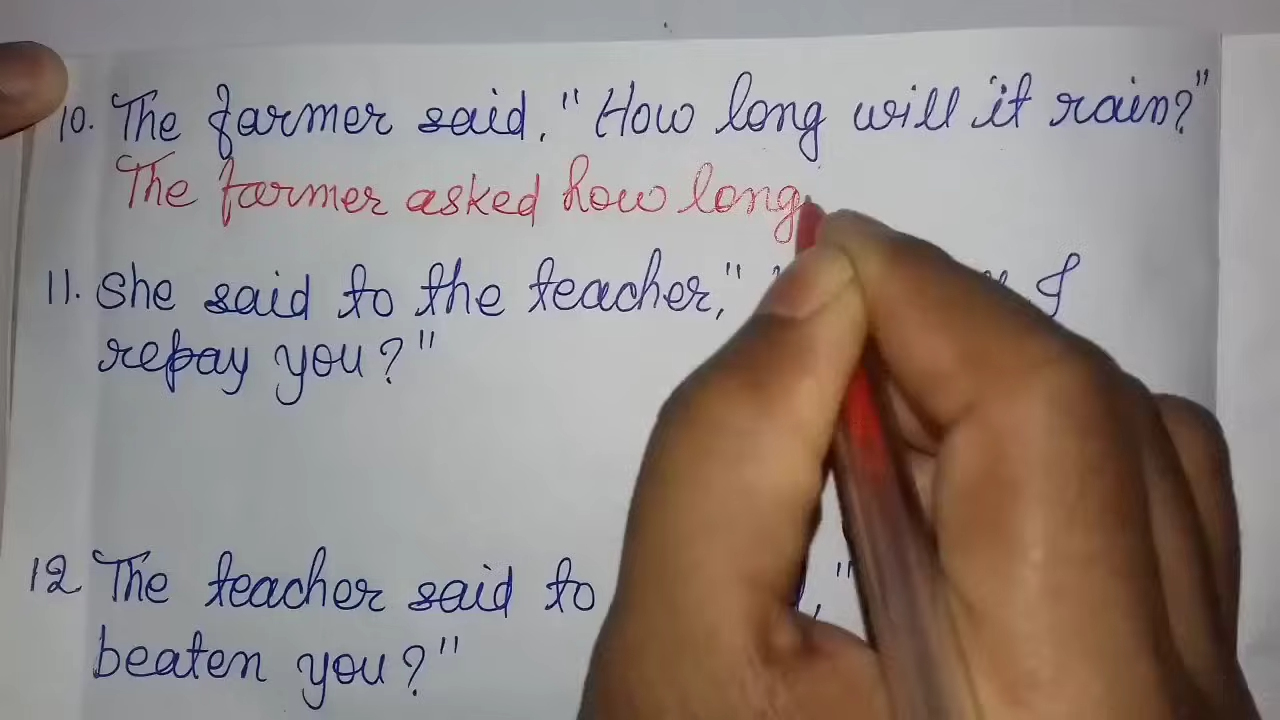 10. The farmer said, "How long will it rain?"
The farmer asked how long
11. She said to the teacher," I
repay you?"
12 The teacher said to , "
beaten you?"